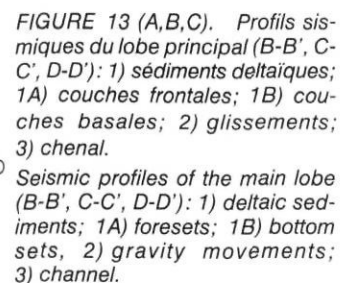 FIGURE 13 (A,B,C). Profils sis-
miques du lobe principal (B-B', C-
C', D-D'): 1) sédiments deltaïques;
1A) couches frontales; 1B) cou-
ches basales; 2) glissements;
3) chenal.
Seismic profiles of the main lobe
(B-B', C-C', D-D'): 1) deltaic sed-
iments; 1A) foresets; 1B) bottom
sets, 2) gravity movements;
3) channel.